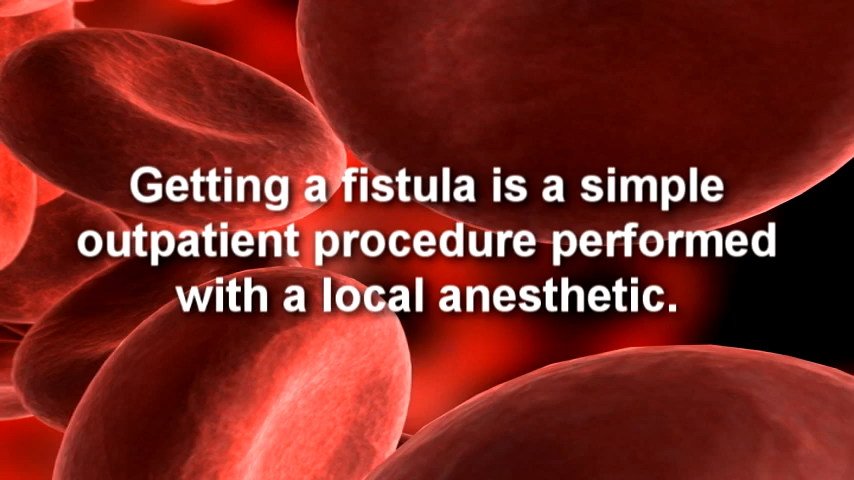 Getting a fistula is a simple
outpatient procedure performed
with a local anesthetic.